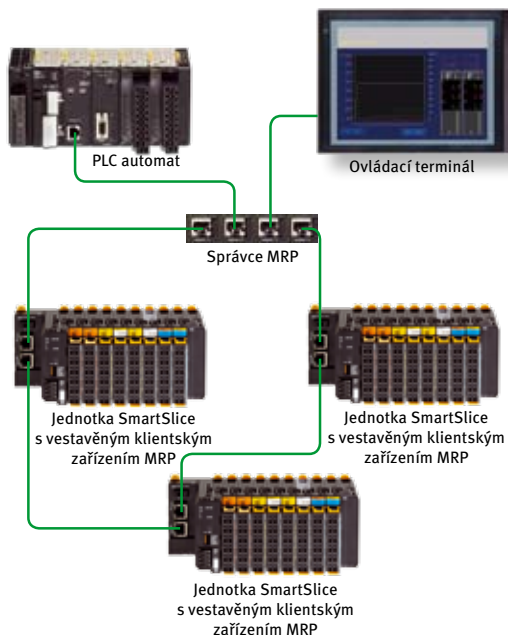 PLC automat
Ovládací terminál
Správce MRP
Jednotka SmartSlice
s vestavěným klientským
zařízením MRP
Jednotka SmartSlice
s vestavěným klientským
zařízením MRP
Jednotka SmartSlice
s vestavěným klientským
zařízením MRP